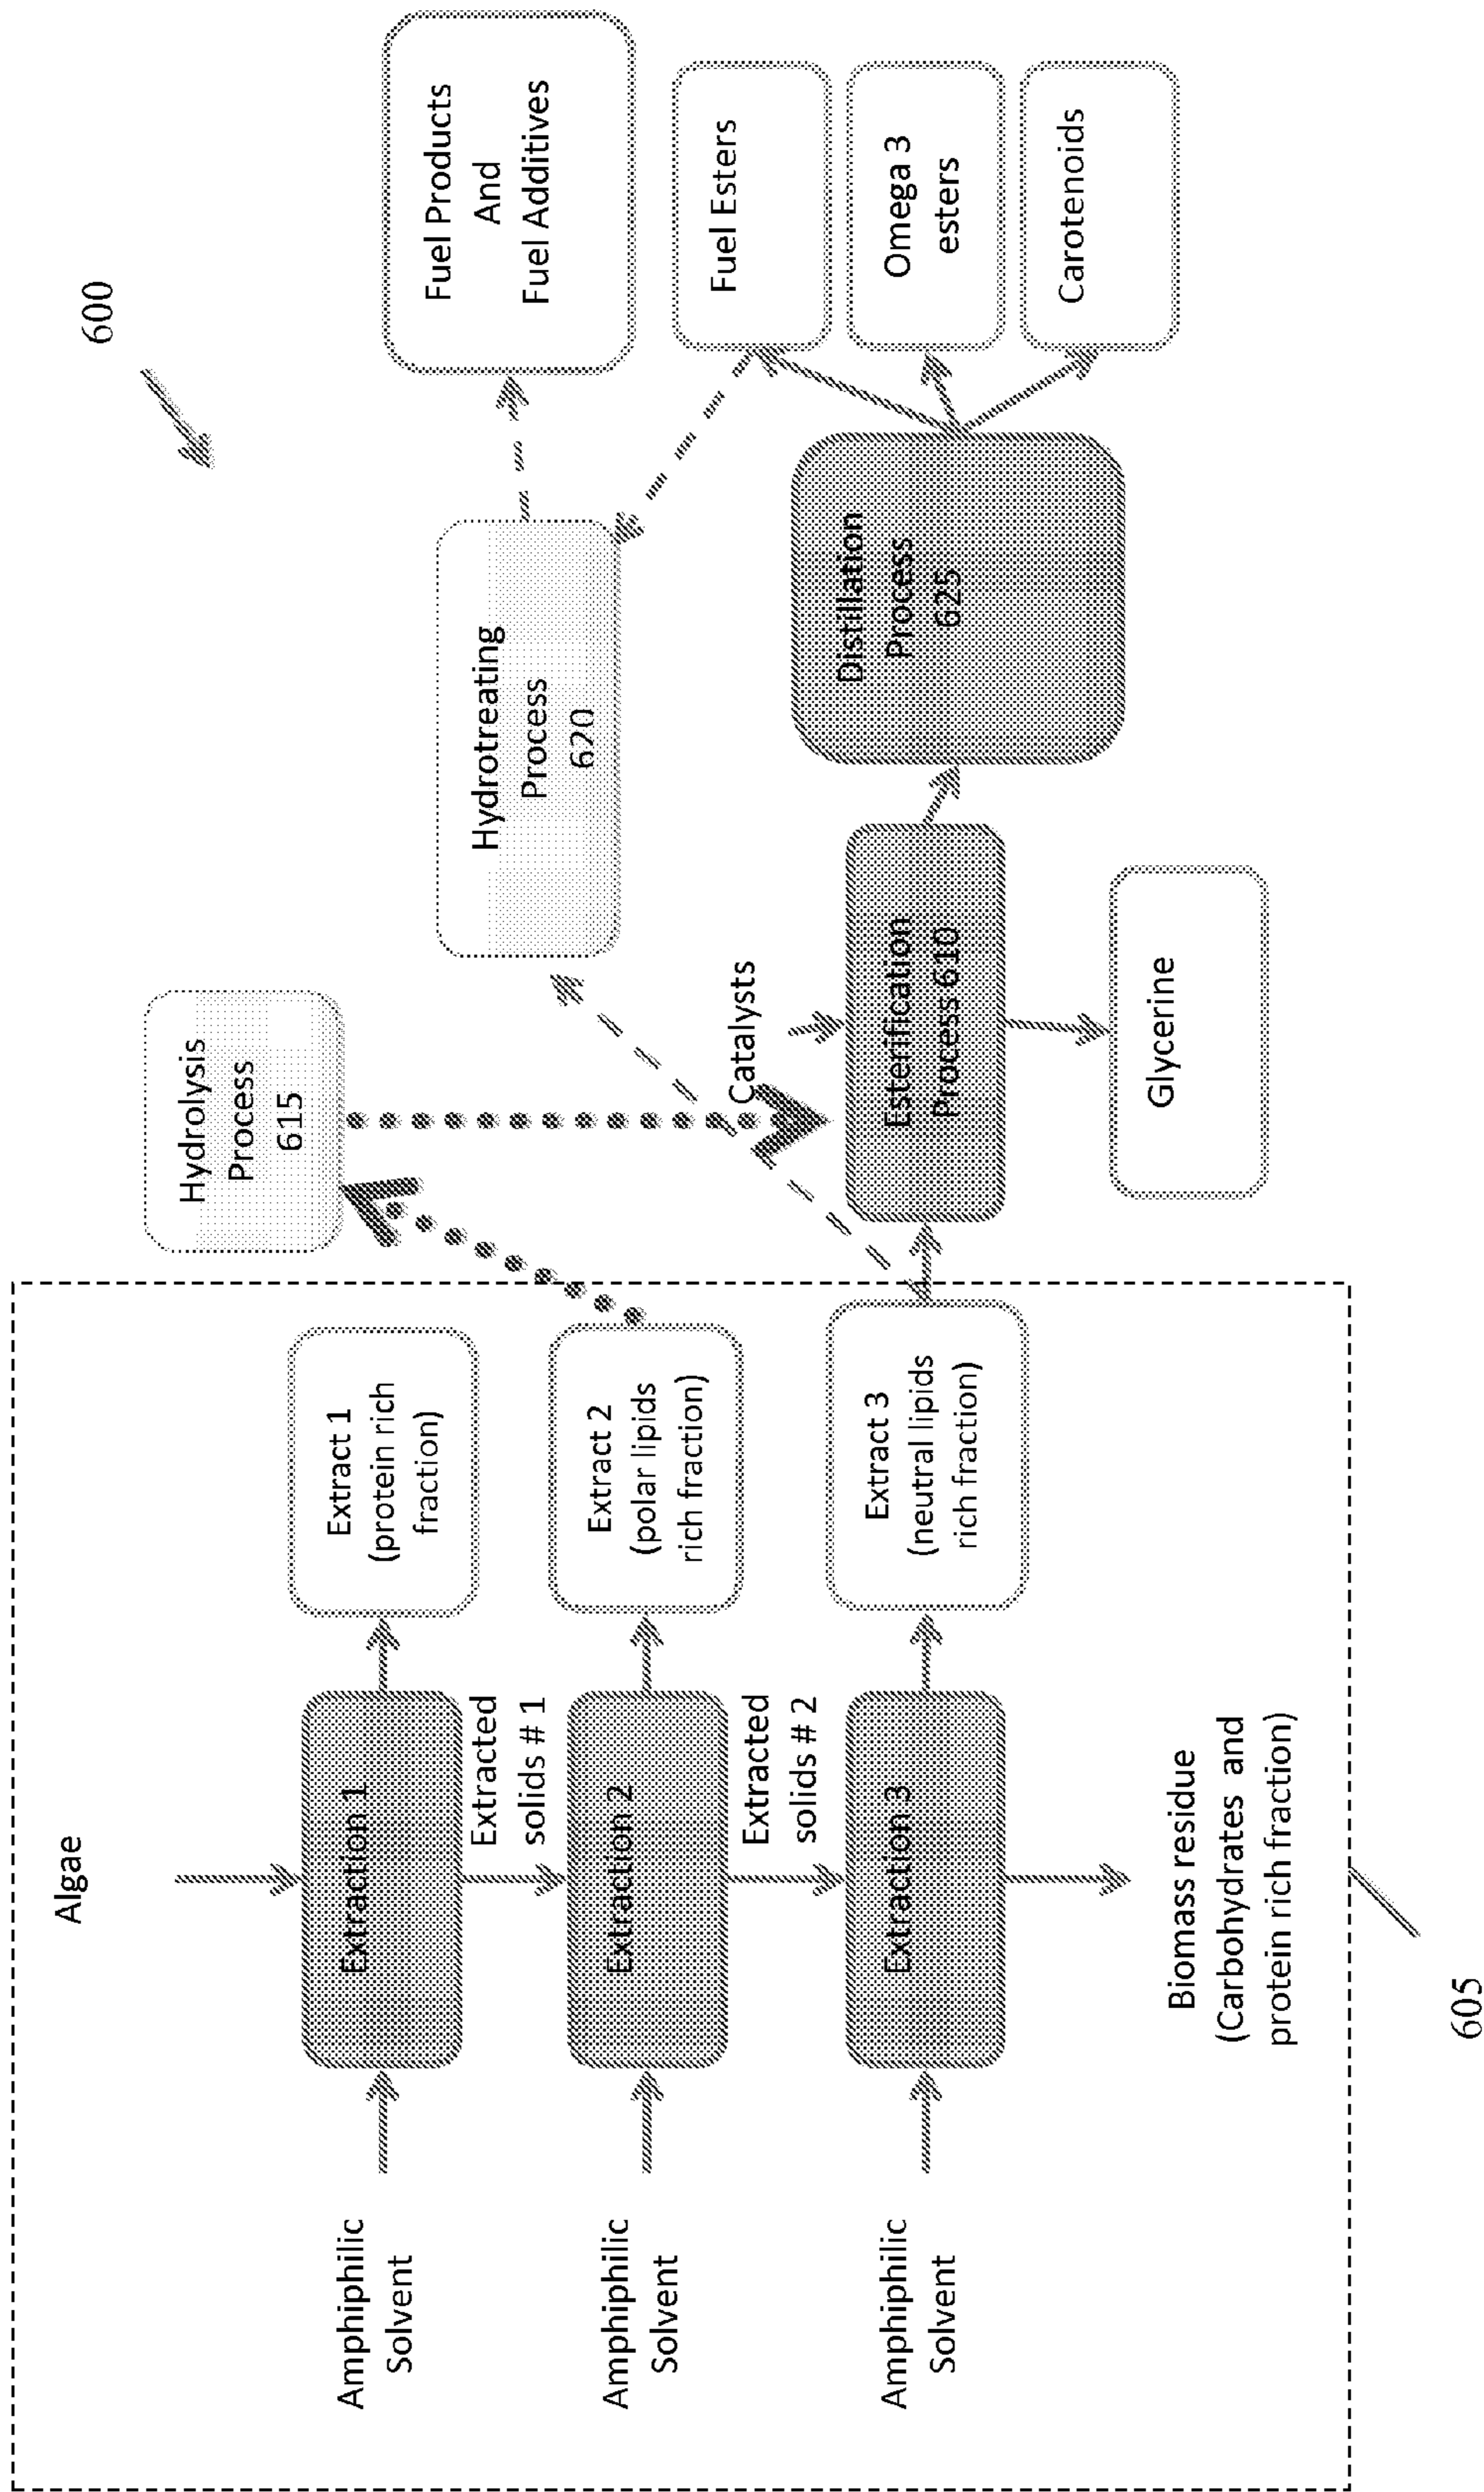 600
Algae
Amphiphilic
Solvent
Extraction 1
Extract 1
(protein rich
fraction)
Extracted
solids # 1
Amphiphilic
Solvent
Extraction 2
Extract 2
(polar lipids
rich fraction)
Extracted
solids # 2
Amphiphilic
Solvent
Extraction 3
Extract 3
(neutral lipids
rich fraction)
Biomass residue
(Carbohydrates and
protein rich fraction)
605
Hydrolysis
Process
615
Catalysts
Esterification
Process 610
Glycerine
Hydrotreating
Process
620
Distillation
Process
625
Fuel Products
And
Fuel Additives
Fuel Esters
Omega 3
esters
Carotenoids